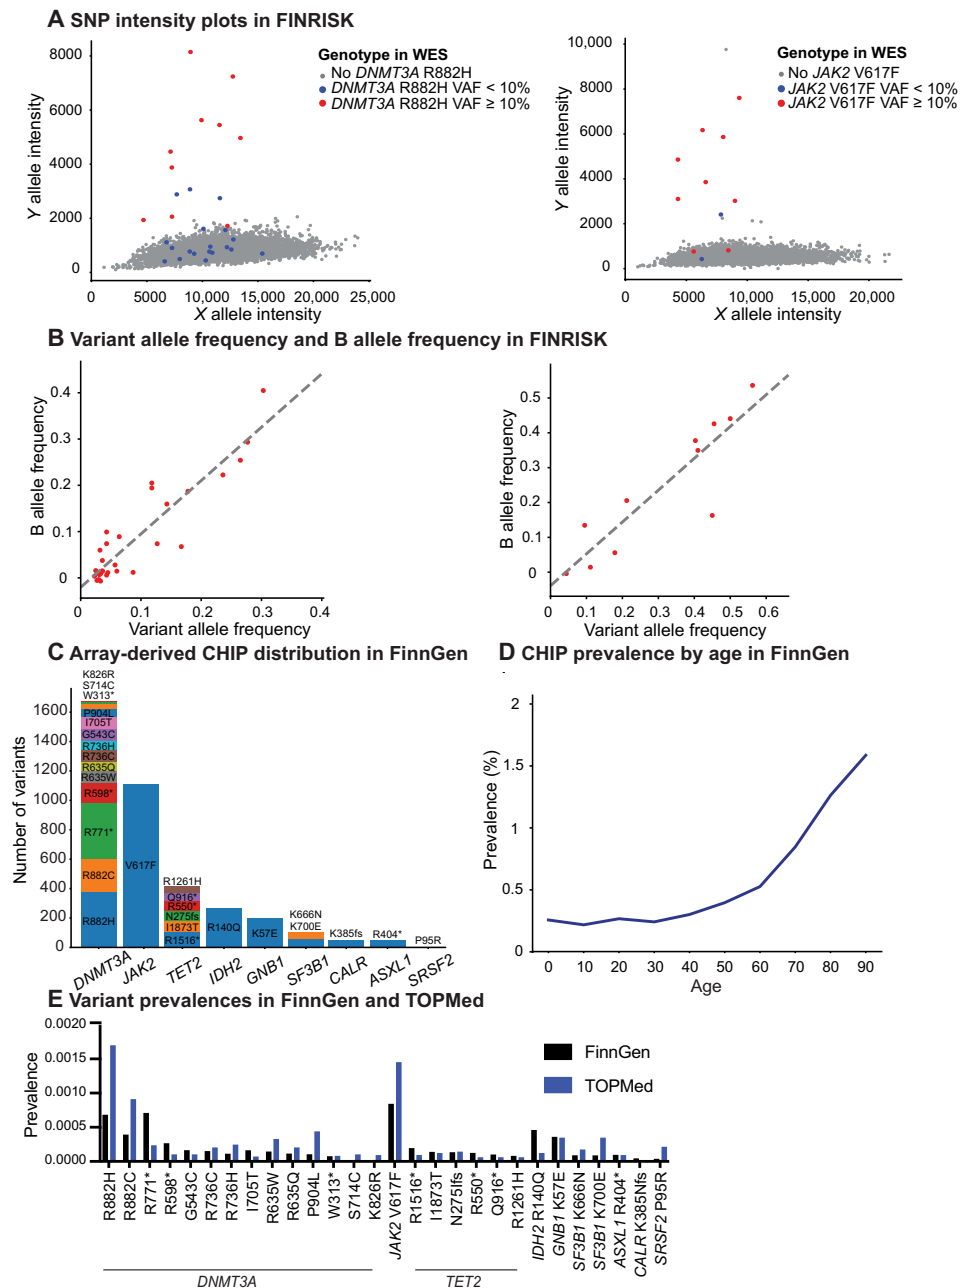 A SNP intensity plots in FINRISK
Genotype in WES
No DNMT3A R882H
DNMT3A R882H VAF < 10%
DNMT3A R882H VAF ≥ 10%
8000
6000
4000
2000
0
Y allele intensity
0 5000 10,000 15,000 20,000 25,000
X allele intensity
Genotype in WES
No JAK2 V617F
JAK2 V617F VAF < 10%
JAK2 V617F VAF ≥ 10%
10,000
8000
6000
4000
2000
0
Y allele intensity
0 5000 10,000 15,000 20,000
X allele intensity
B Variant allele frequency and B allele frequency in FINRISK
0.4
0.3
0.2
0.1
0
B allele frequency
0 0.1 0.2 0.3 0.4
Variant allele frequency
0.5
0.4
0.3
0.2
0.1
0
B allele frequency
0 0.1 0.2 0.3 0.4 0.5 0.6
Variant allele frequency
C Array-derived CHIP distribution in FinnGen
Number of variants
1600
1400
1200
1000
800
600
400
200
0
K826R
S714C
W313*
P904L
I705T
G543C
R736H
R736C
R635Q
R635W
R598*
R771*
R882C
R882H
V617F
R1261H
Q916*
R550*
N275fs
I1873T
R1516*
R140Q
K57E
K666N
K700E
K385fs
R404*
P95R
DNMT3A JAK2 TET2 IDH2 GNB1 SF3B1 CALR ASXL1 SRSF2
D CHIP prevalence by age in FinnGen
2
1.5
1
0.5
0
Prevalence (%)
0 10 20 30 40 50 60 70 80 90
Age
E Variant prevalences in FinnGen and TOPMed
0.0020
0.0015
0.0010
0.0005
0.0000
Prevalence
FinnGen
TOPMed
R882H
R882C
R771*
R598*
G543C
R736C
R736H
I705T
R635W
R635Q
P904L
W313*
S714C
K826R
JAK2 V617F
R1516*
I1873T
N275Ifs
R550*
Q916*
R1261H
IDH2 R140Q
GNB1 K57E
SF3B1 K666N
SF3B1 K700E
ASXL1 R404*
CALR K385Nfs
SRSF2 P95R
DNMT3A
TET2